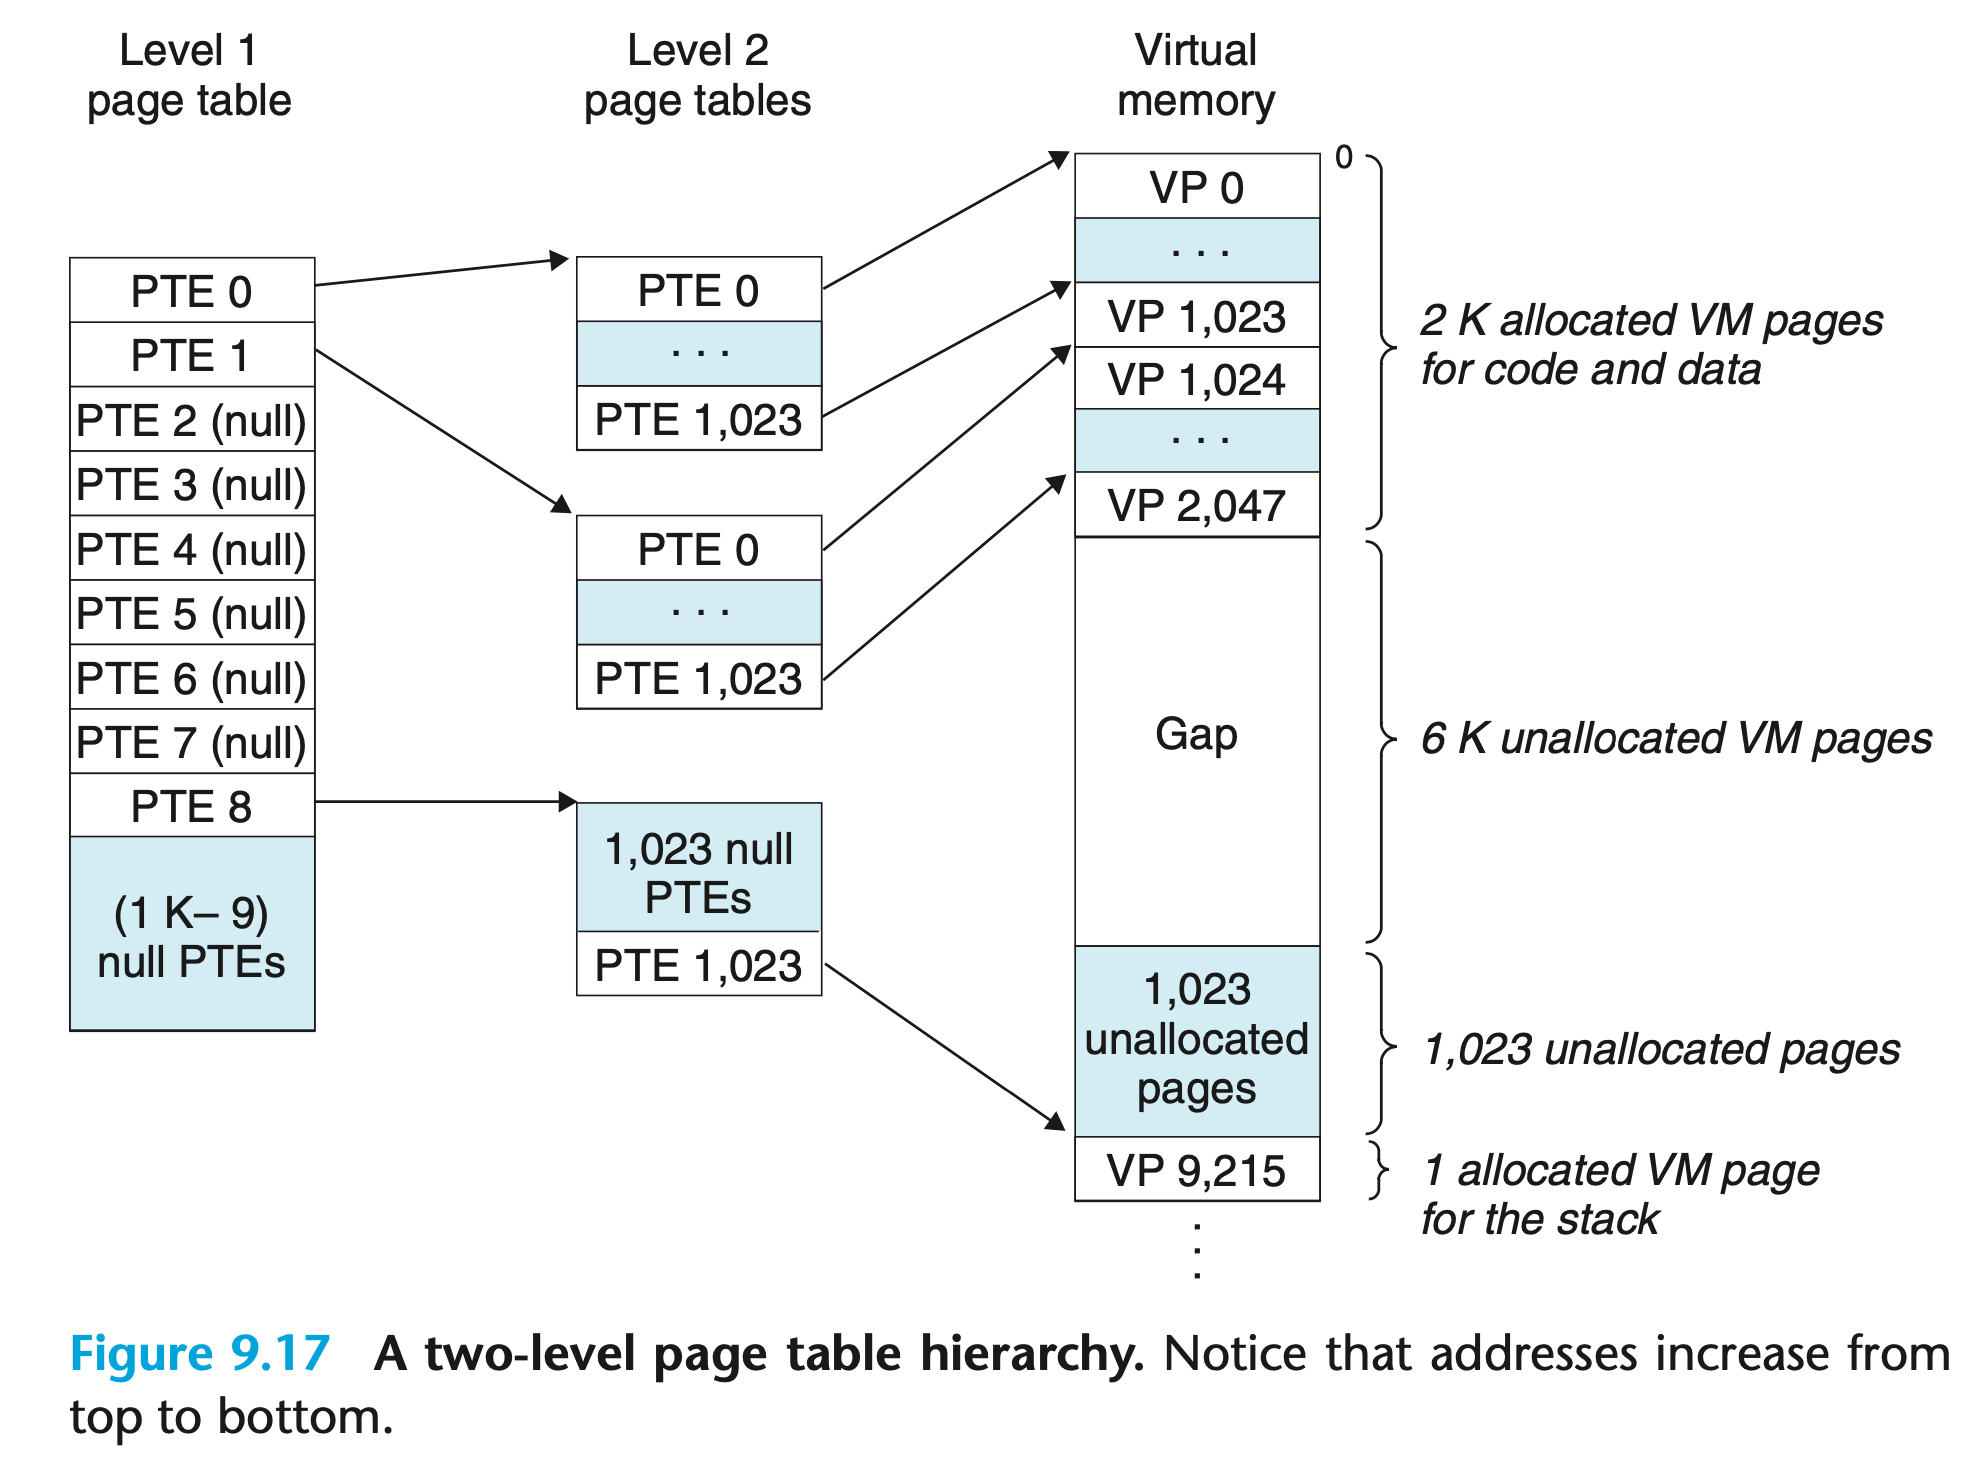 Level 1
page table
Level 2
page tables
Virtual
memory
PTE 0
PTE 1
PTE 2 (null)
PTE 3 (null)
PTE 4 (null)
PTE 5 (null)
PTE 6 (null)
PTE 7 (null)
PTE 8
(1 K– 9)
null PTEs
PTE 0
. . .
PTE 1,023
PTE 0
. . .
PTE 1,023
1,023 null
PTEs
PTE 1,023
0
VP 0
. . .
VP 1,023
VP 1,024
. . .
VP 2,047
Gap
1,023
unallocated
pages
VP 9,215
.
.
.
2 K allocated VM pages
for code and data
6 K unallocated VM pages
1,023 unallocated pages
1 allocated VM page
for the stack
Figure 9.17 A two-level page table hierarchy. Notice that addresses increase from
top to bottom.